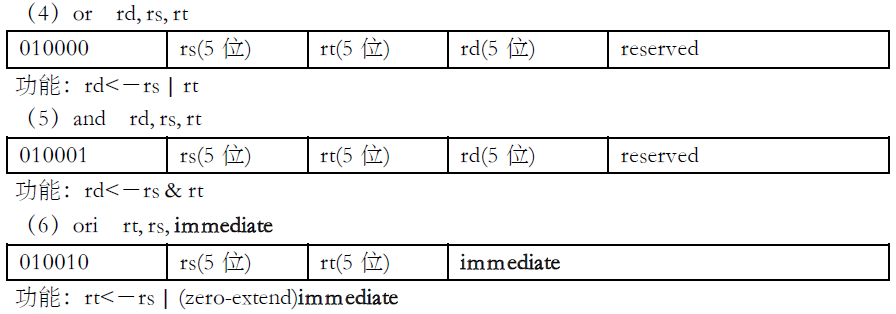 （4）or rd, rs, rt
010000 rs(5 位) rt(5 位) rd(5 位) reserved
功能：rd<－rs | rt
（5）and rd, rs, rt
010001 rs(5 位) rt(5 位) rd(5 位) reserved
功能：rd<－rs & rt
（6）ori rt, rs, immediate
010010 rs(5 位) rt(5 位) immediate
功能：rt<－rs | (zero-extend)immediate